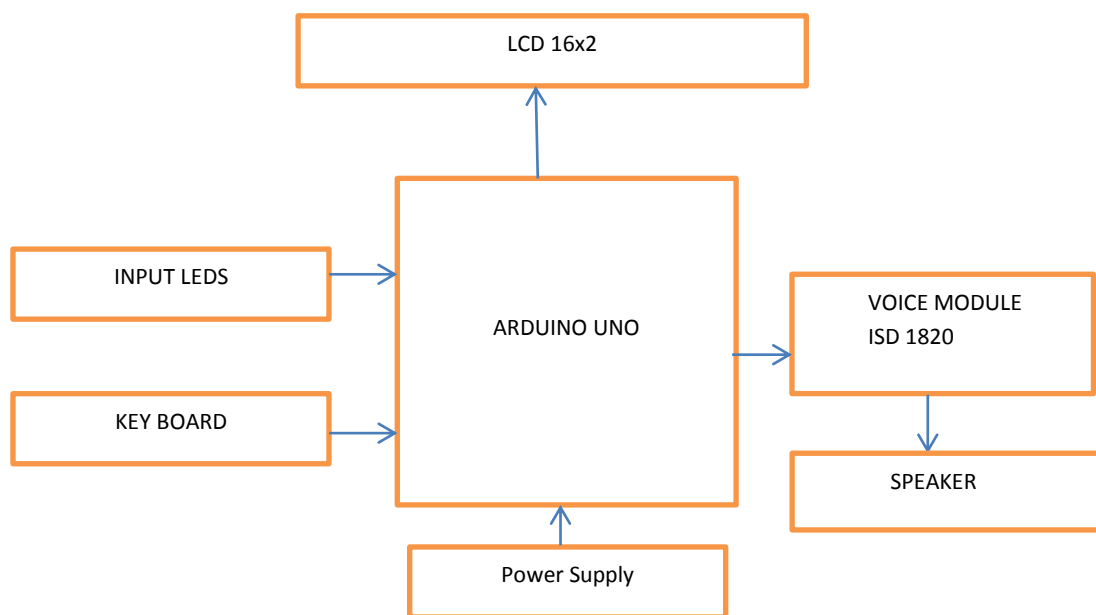 LCD 16x2
INPUT LEDS
ARDUINO UNO
VOICE MODULE
ISD 1820
KEY BOARD
SPEAKER
Power Supply